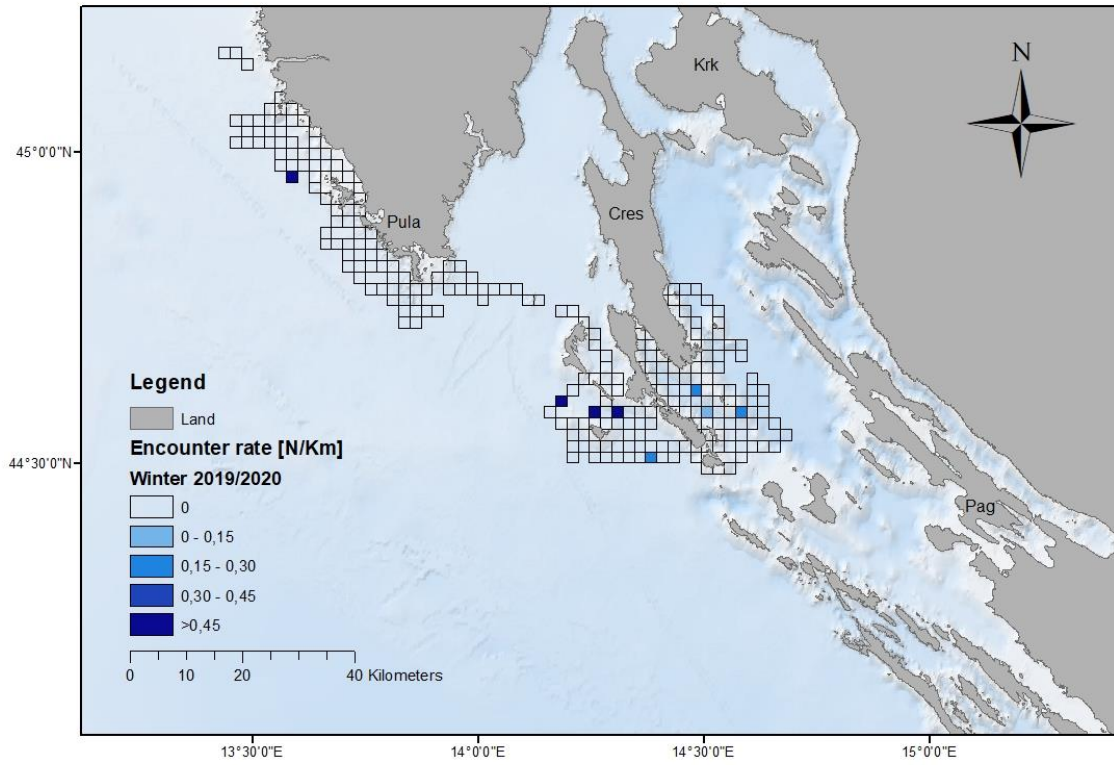 N
Krk
45°0'0"N
Cres
Pula
Legend
Land
Encounter rate [N/Km]
Winter 2019/2020
0
0 - 0,15
0,15 - 0,30
0,30 - 0,45
>0,45
0 10 20 40 Kilometers
44°30'0"N
Pag
13°30'0"E 14°0'0"E 14°30'0"E 15°0'0"E